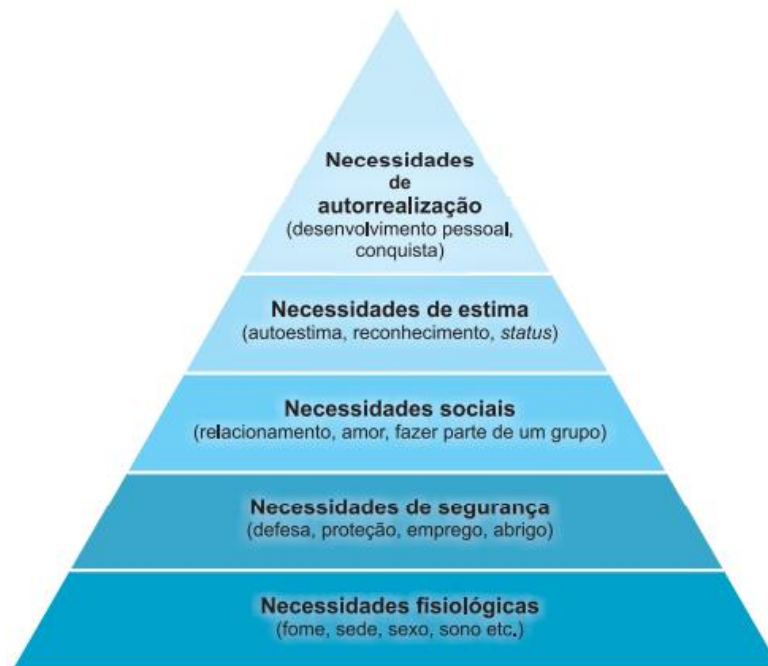 Necessidades
de
autorrealização
(desenvolvimento pessoal,
conquista)
Necessidades de estima
(autoestima, reconhecimento, status)
Necessidades sociais
(relacionamento, amor, fazer parte de um grupo)
Necessidades de segurança
(defesa, proteção, emprego, abrigo)
Necessidades fisiológicas
(fome, sede, sexo, sono etc.)